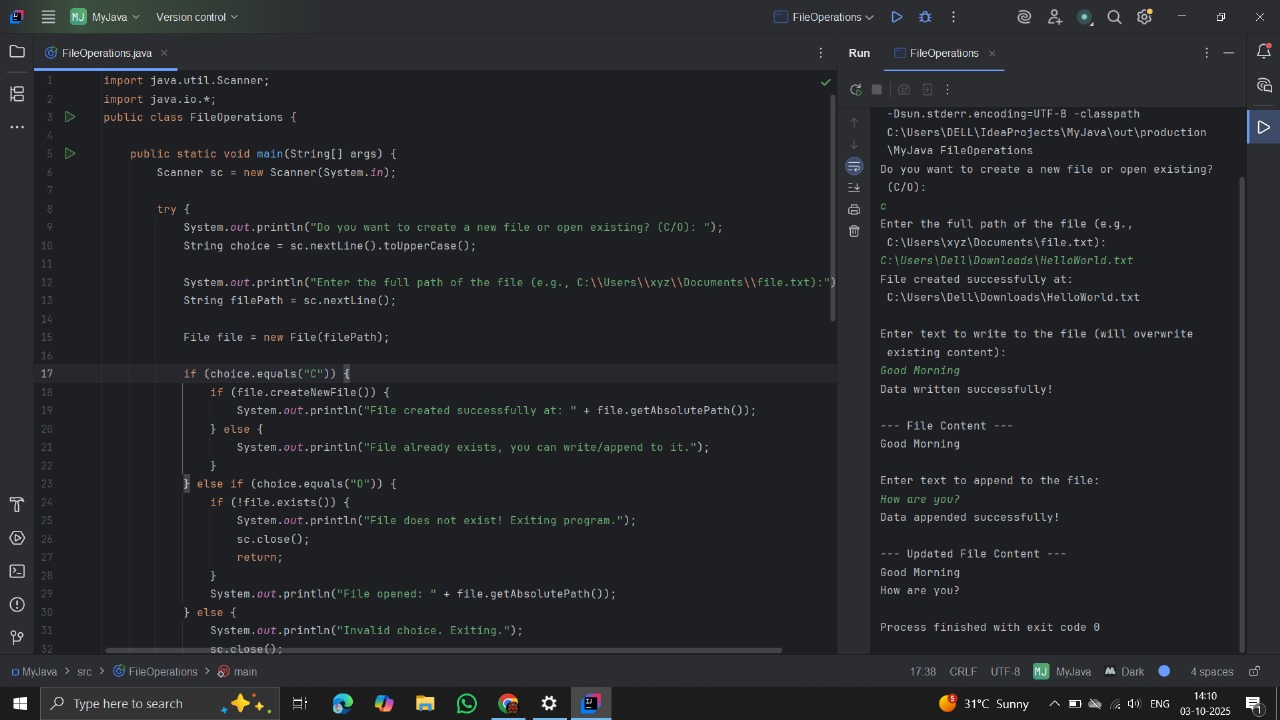 MJ MyJava Version control FileOperations
FileOperations.java
Run FileOperations
1 import java.util.Scanner;
2 import java.io.*;
3 public class FileOperations {
4
5 public static void main(String[] args) {
6 Scanner sc = new Scanner(System.in);
7
8 try {
9 System.out.println("Do you want to create a new file or open existing? (C/O): ");
10 String choice = sc.nextLine().toUpperCase();
11
12 System.out.println("Enter the full path of the file (e.g., C:\\Users\\xyz\\Documents\\file.txt):")
13 String filePath = sc.nextLine();
14
15 File file = new File(filePath);
16
17 if (choice.equals("C")) {
18 if (file.createNewFile()) {
19 System.out.println("File created successfully at: " + file.getAbsolutePath());
20 } else {
21 System.out.println("File already exists, you can write/append to it.");
22 }
23 } else if (choice.equals("O")) {
24 if (!file.exists()) {
25 System.out.println("File does not exist! Exiting program.");
26 sc.close();
27 return;
28 }
29 System.out.println("File opened: " + file.getAbsolutePath());
30 } else {
31 System.out.println("Invalid choice. Exiting.");
32 sc.close();
-Dsun.stderr.encoding=UTF-8 -classpath
C:\Users\DELL\IdeaProjects\MyJava\out\production
\MyJava FileOperations
Do you want to create a new file or open existing?
(C/O):
c
Enter the full path of the file (e.g.,
C:\Users\xyz\Documents\file.txt):
C:\Users\Dell\Downloads\HelloWorld.txt
File created successfully at:
C:\Users\Dell\Downloads\HelloWorld.txt
Enter text to write to the file (will overwrite
existing content):
Good Morning
Data written successfully!
--- File Content ---
Good Morning
Enter text to append to the file:
How are you?
Data appended successfully!
--- Updated File Content ---
Good Morning
How are you?
Process finished with exit code 0
MyJava > src > FileOperations > main 17:38 CRLF UTF-8 MJ MyJava Dark 4 spaces
Type here to search 31°C Sunny 14:10
03-10-2025